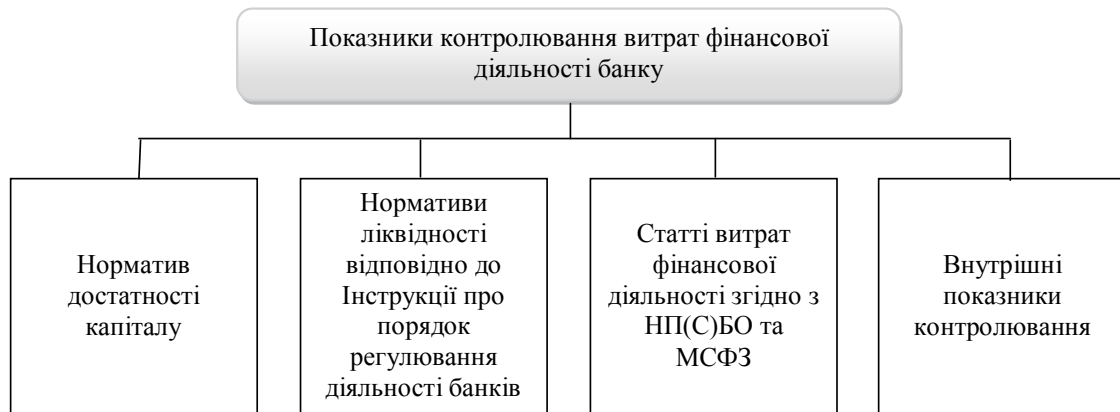 Показники контролювання витрат фінансової
діяльності банку
Норматив
достатності
капіталу
Нормативи
ліквідності
відповідно до
Інструкції про
порядок
регулювання
діяльності банків
Статті витрат
фінансової
діяльності згідно з
НП(С)БО та
МСФЗ
Внутрішні
показники
контролювання